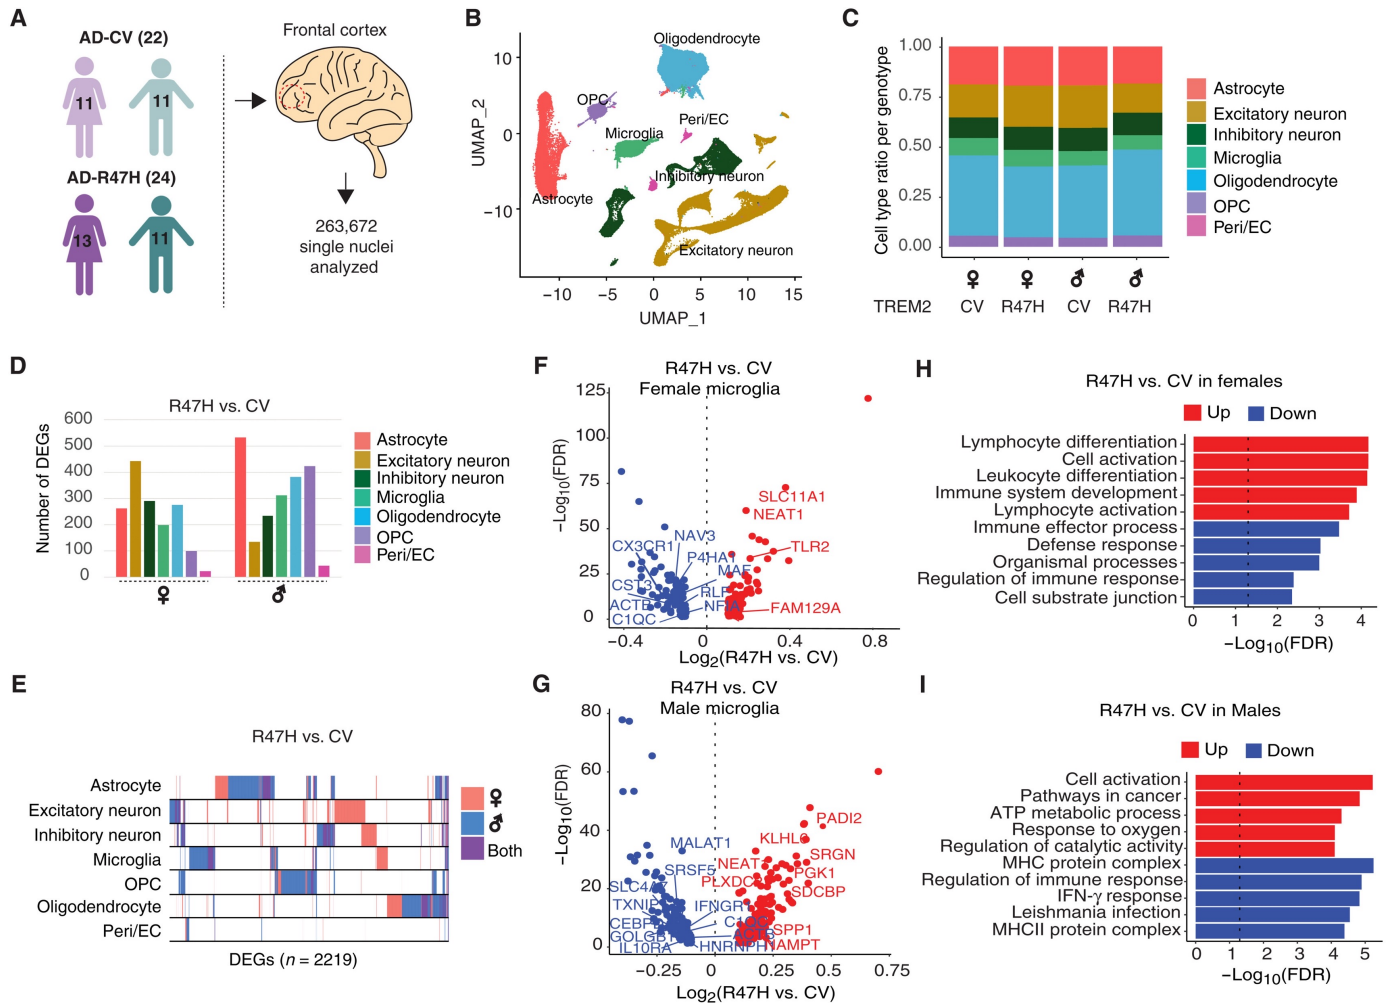 A
AD-CV (22)
11
11
AD-R47H (24)
13
11
Frontal cortex
263,672
single nuclei
analyzed
B
UMAP_2
10
0
−10
Oligodendrocyte
OPC
Peri/EC
Microglia
Inhibitory neuron
Astrocyte
Excitatory neuron
−10
−5
0
5
10
15
UMAP_1
C
Cell type ratio per genotype
1.00
0.75
0.50
0.25
0.00
♀ ♀ ♂ ♂
TREM2 CV R47H CV R47H
Astrocyte
Excitatory neuron
Inhibitory neuron
Microglia
Oligodendrocyte
OPC
Peri/EC
D
R47H vs. CV
Number of DEGs
600
500
400
300
200
100
0
♀ ♂
Astrocyte
Excitatory neuron
Inhibitory neuron
Microglia
Oligodendrocyte
OPC
Peri/EC
E
R47H vs. CV
Astrocyte
Excitatory neuron
Inhibitory neuron
Microglia
OPC
Oligodendrocyte
Peri/EC
♀
♂
Both
DEGs (n = 2219)
F
R47H vs. CV
Female microglia
−Log10(FDR)
125
100
75
50
25
0
SLC11A1
NEAT1
NAV3
CX3CR1
P4HA1
TLR2
MAF
CST3
ACTB
NFIA
FAM129A
C1QC
−0.4
0
0.4
0.8
Log2(R47H vs. CV)
G
R47H vs. CV
Male microglia
−Log10(FDR)
80
60
40
20
0
PADI2
MALAT1
SRGN
SRSF5
PGK1
SDCBP
TXNIP
IFNGR1
SPP1
IL10RA
HNRNPH1
NAMPT
−0.25
0
0.25
0.5
0.75
Log2(R47H vs. CV)
H
R47H vs. CV in females
Up Down
Lymphocyte differentiation
Cell activation
Leukocyte differentiation
Immune system development
Lymphocyte activation
Immune effector process
Defense response
Organismal processes
Regulation of immune response
Cell substrate junction
0 1 2 3 4
−Log10(FDR)
I
R47H vs. CV in Males
Up Down
Cell activation
Pathways in cancer
ATP metabolic process
Response to oxygen
Regulation of catalytic activity
MHC protein complex
Regulation of immune response
IFN-γ response
Leishmania infection
MHCII protein complex
0 1 2 3 4 5
−Log10(FDR)